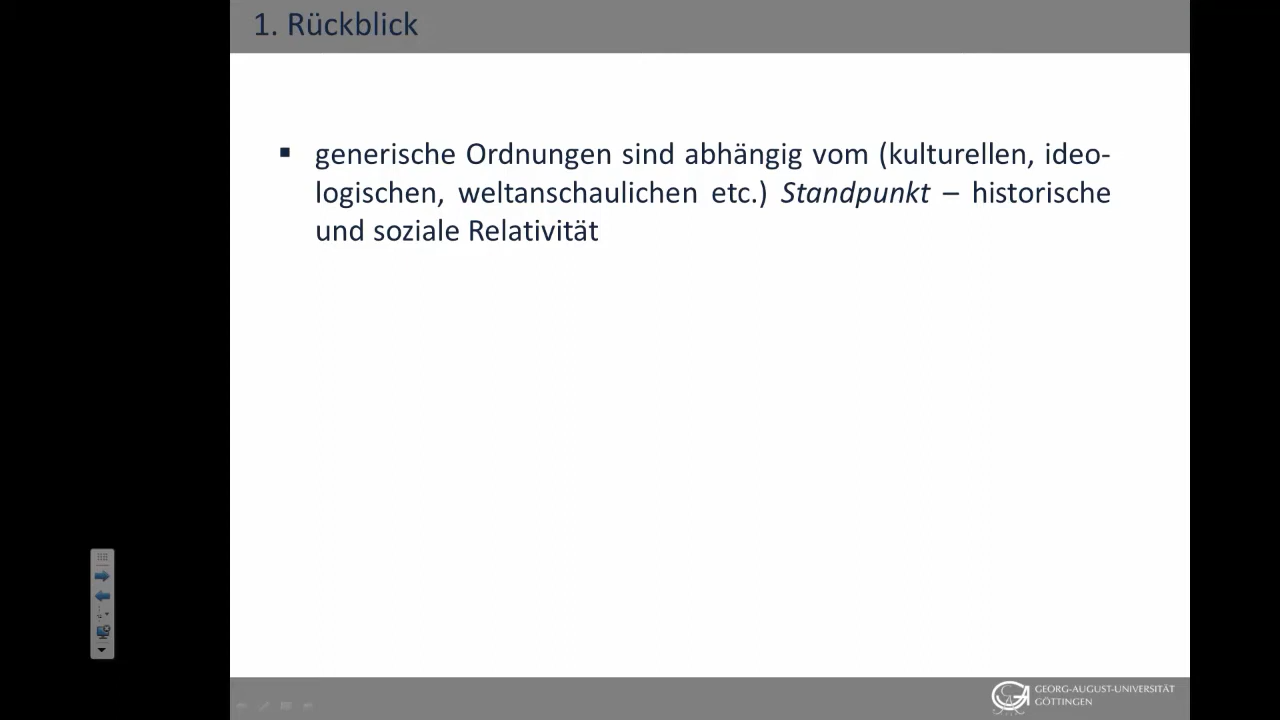 1. Rückblick
▪ generische Ordnungen sind abhängig vom (kulturellen, ideo-
logischen, weltanschaulichen etc.) Standpunkt – historische
und soziale Relativität
GEORG-AUGUST-UNIVERSITÄT
GÖTTINGEN